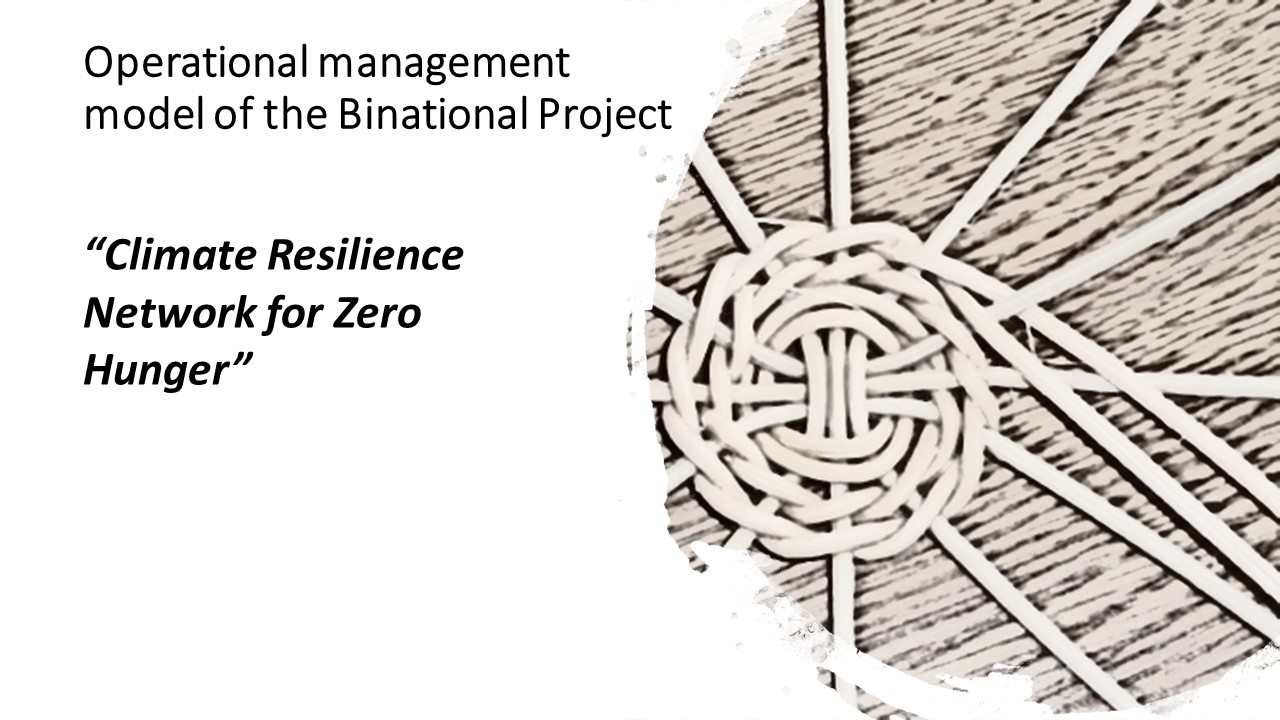 Operational management
model of the Binational Project
“Climate Resilience
Network for Zero
Hunger”